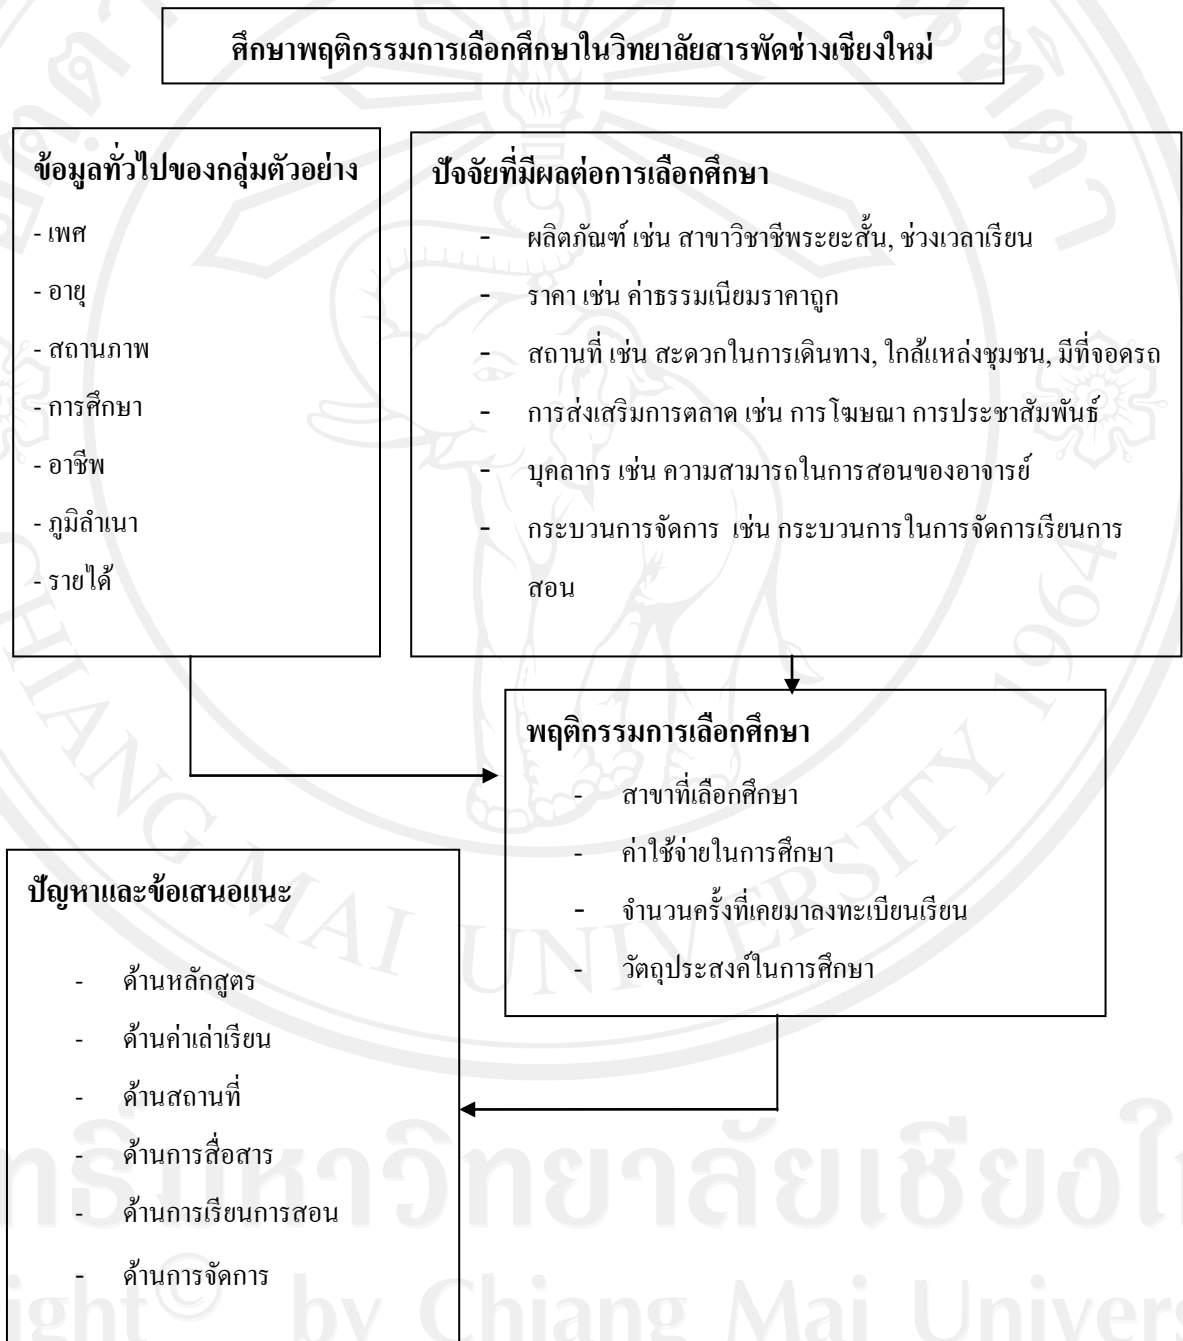 ศึกษาพฤติกรรมการเลือกศึกษาในวิทยาลัยสารพัดช่างเชียงใหม่
ข้อมูลทั่วไปของกลุ่มตัวอย่าง
- เพศ
- อายุ
- สถานภาพ
- การศึกษา
- อาชีพ
- ภูมิลำเนา
- รายได้
ปัจจัยที่มีผลต่อการเลือกศึกษา
- ผลิตภัณฑ์ เช่น สาขาวิชาชีพระยะสั้น, ช่วงเวลาเรียน
- ราคา เช่น ค่าธรรมเนียมราคาถูก
- สถานที่ เช่น สะดวกในการเดินทาง, ใกล้แหล่งชุมชน, มีที่จอดรถ
- การส่งเสริมการตลาด เช่น การโฆษณา การประชาสัมพันธ์
- บุคลากร เช่น ความสามารถในการสอนของอาจารย์
- กระบวนการจัดการ เช่น กระบวนการในการจัดการเรียนการ
สอน
พฤติกรรมการเลือกศึกษา
- สาขาที่เลือกศึกษา
- ค่าใช้จ่ายในการศึกษา
- จำนวนครั้งที่เคยมาลงทะเบียนเรียน
- วัตถุประสงค์ในการศึกษา
ปัญหาและข้อเสนอแนะ
- ด้านหลักสูตร
- ด้านค่าเล่าเรียน
- ด้านสถานที่
- ด้านการสื่อสาร
- ด้านการเรียนการสอน
- ด้านการจัดการ
CHIANG MAI UNIVERSITY 1964
by Chiang Mai